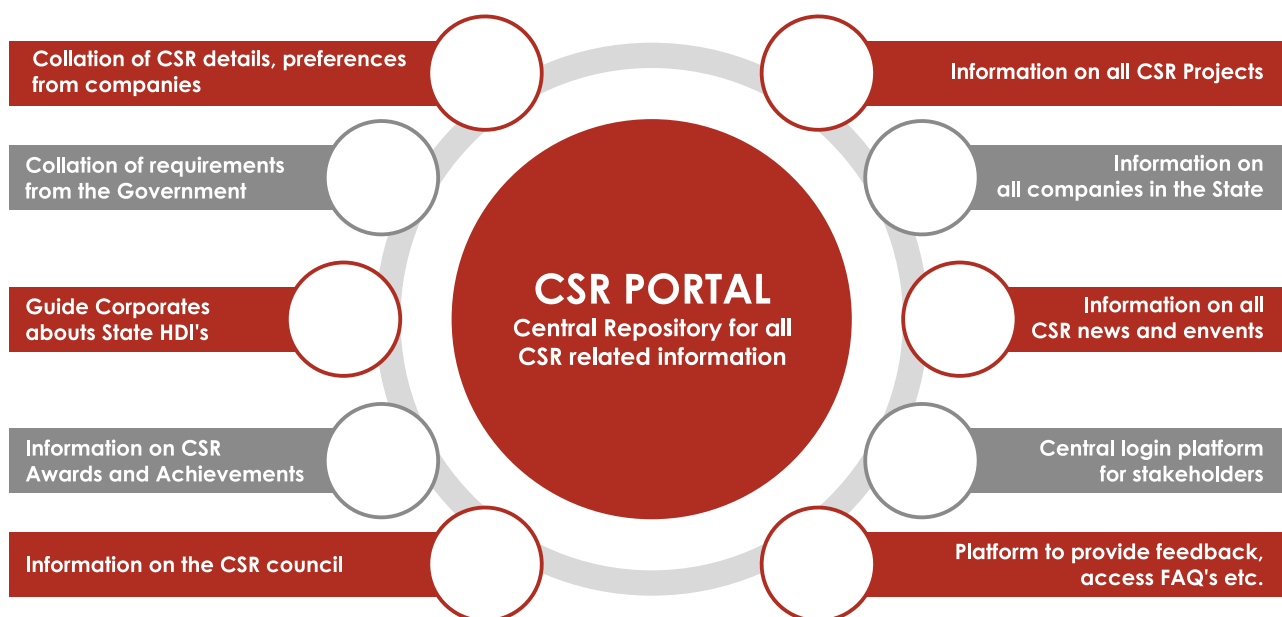 Collation of CSR details, preferences
from companies
Collation of requirements
from the Government
Guide Corporates
abouts State HDI's
Information on CSR
Awards and Achievements
Information on the CSR council
CSR PORTAL
Central Repository for all
CSR related information
Information on all CSR Projects
Information on
all companies in the State
Information on all
CSR news and envents
Central login platform
for stakeholders
Platform to provide feedback,
access FAQ's etc.